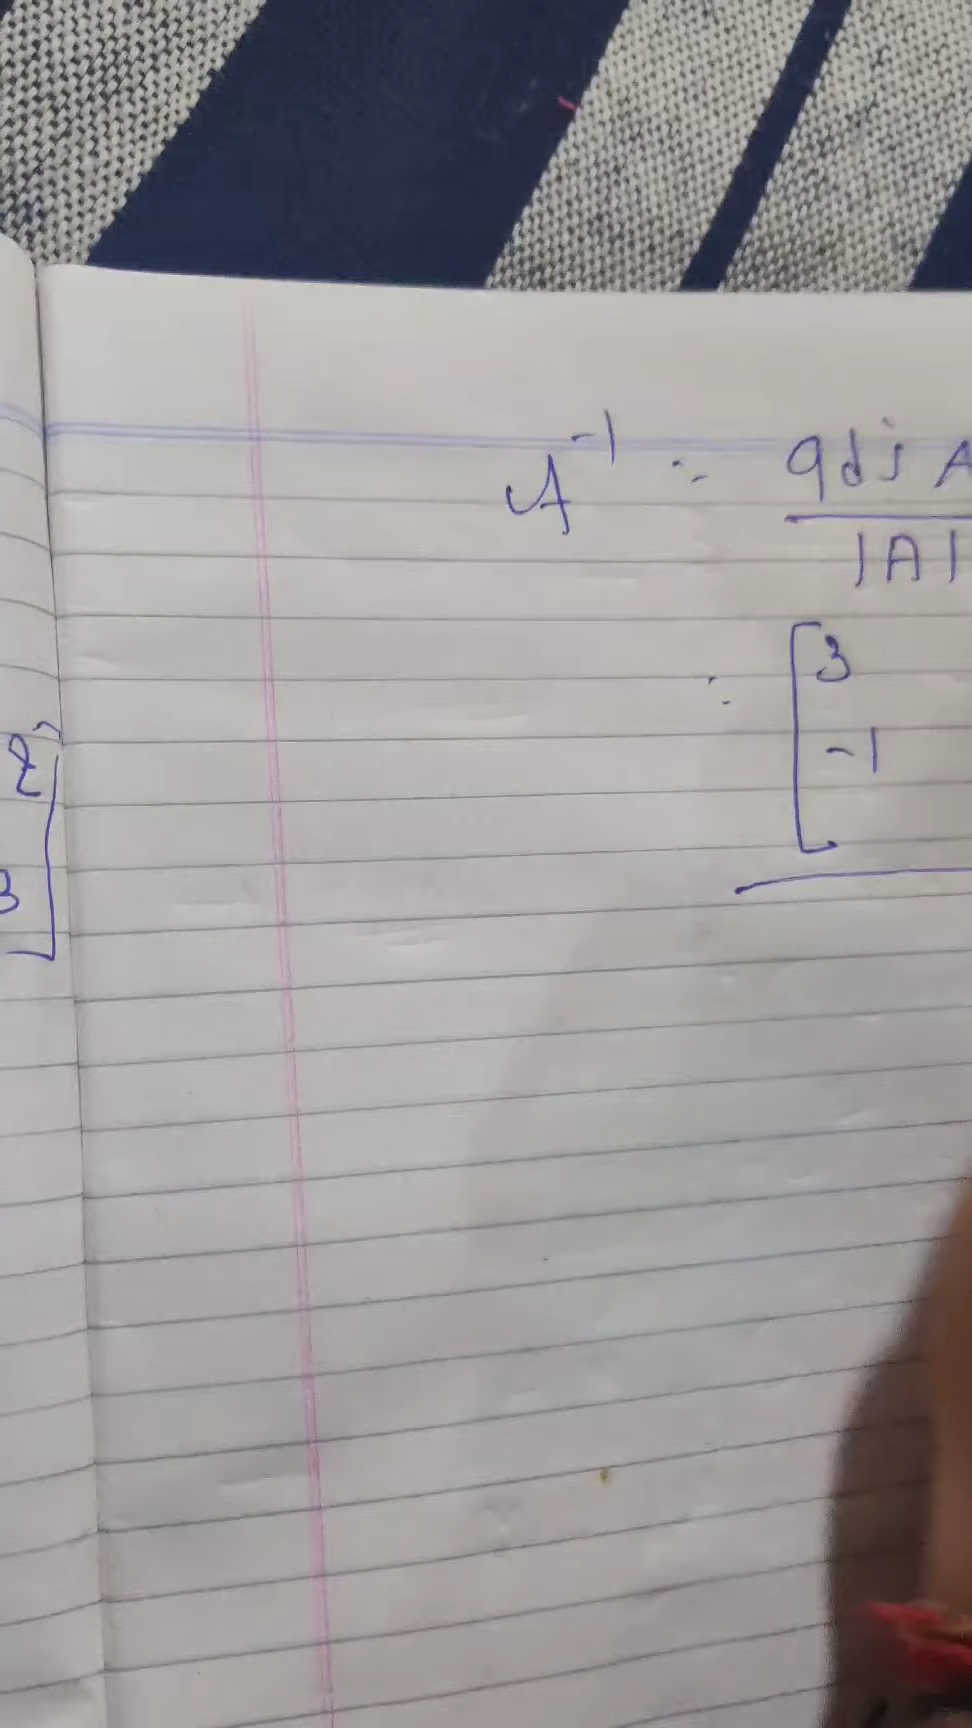 A⁻¹ = adj A
|A|
= [3
-1
2]
3